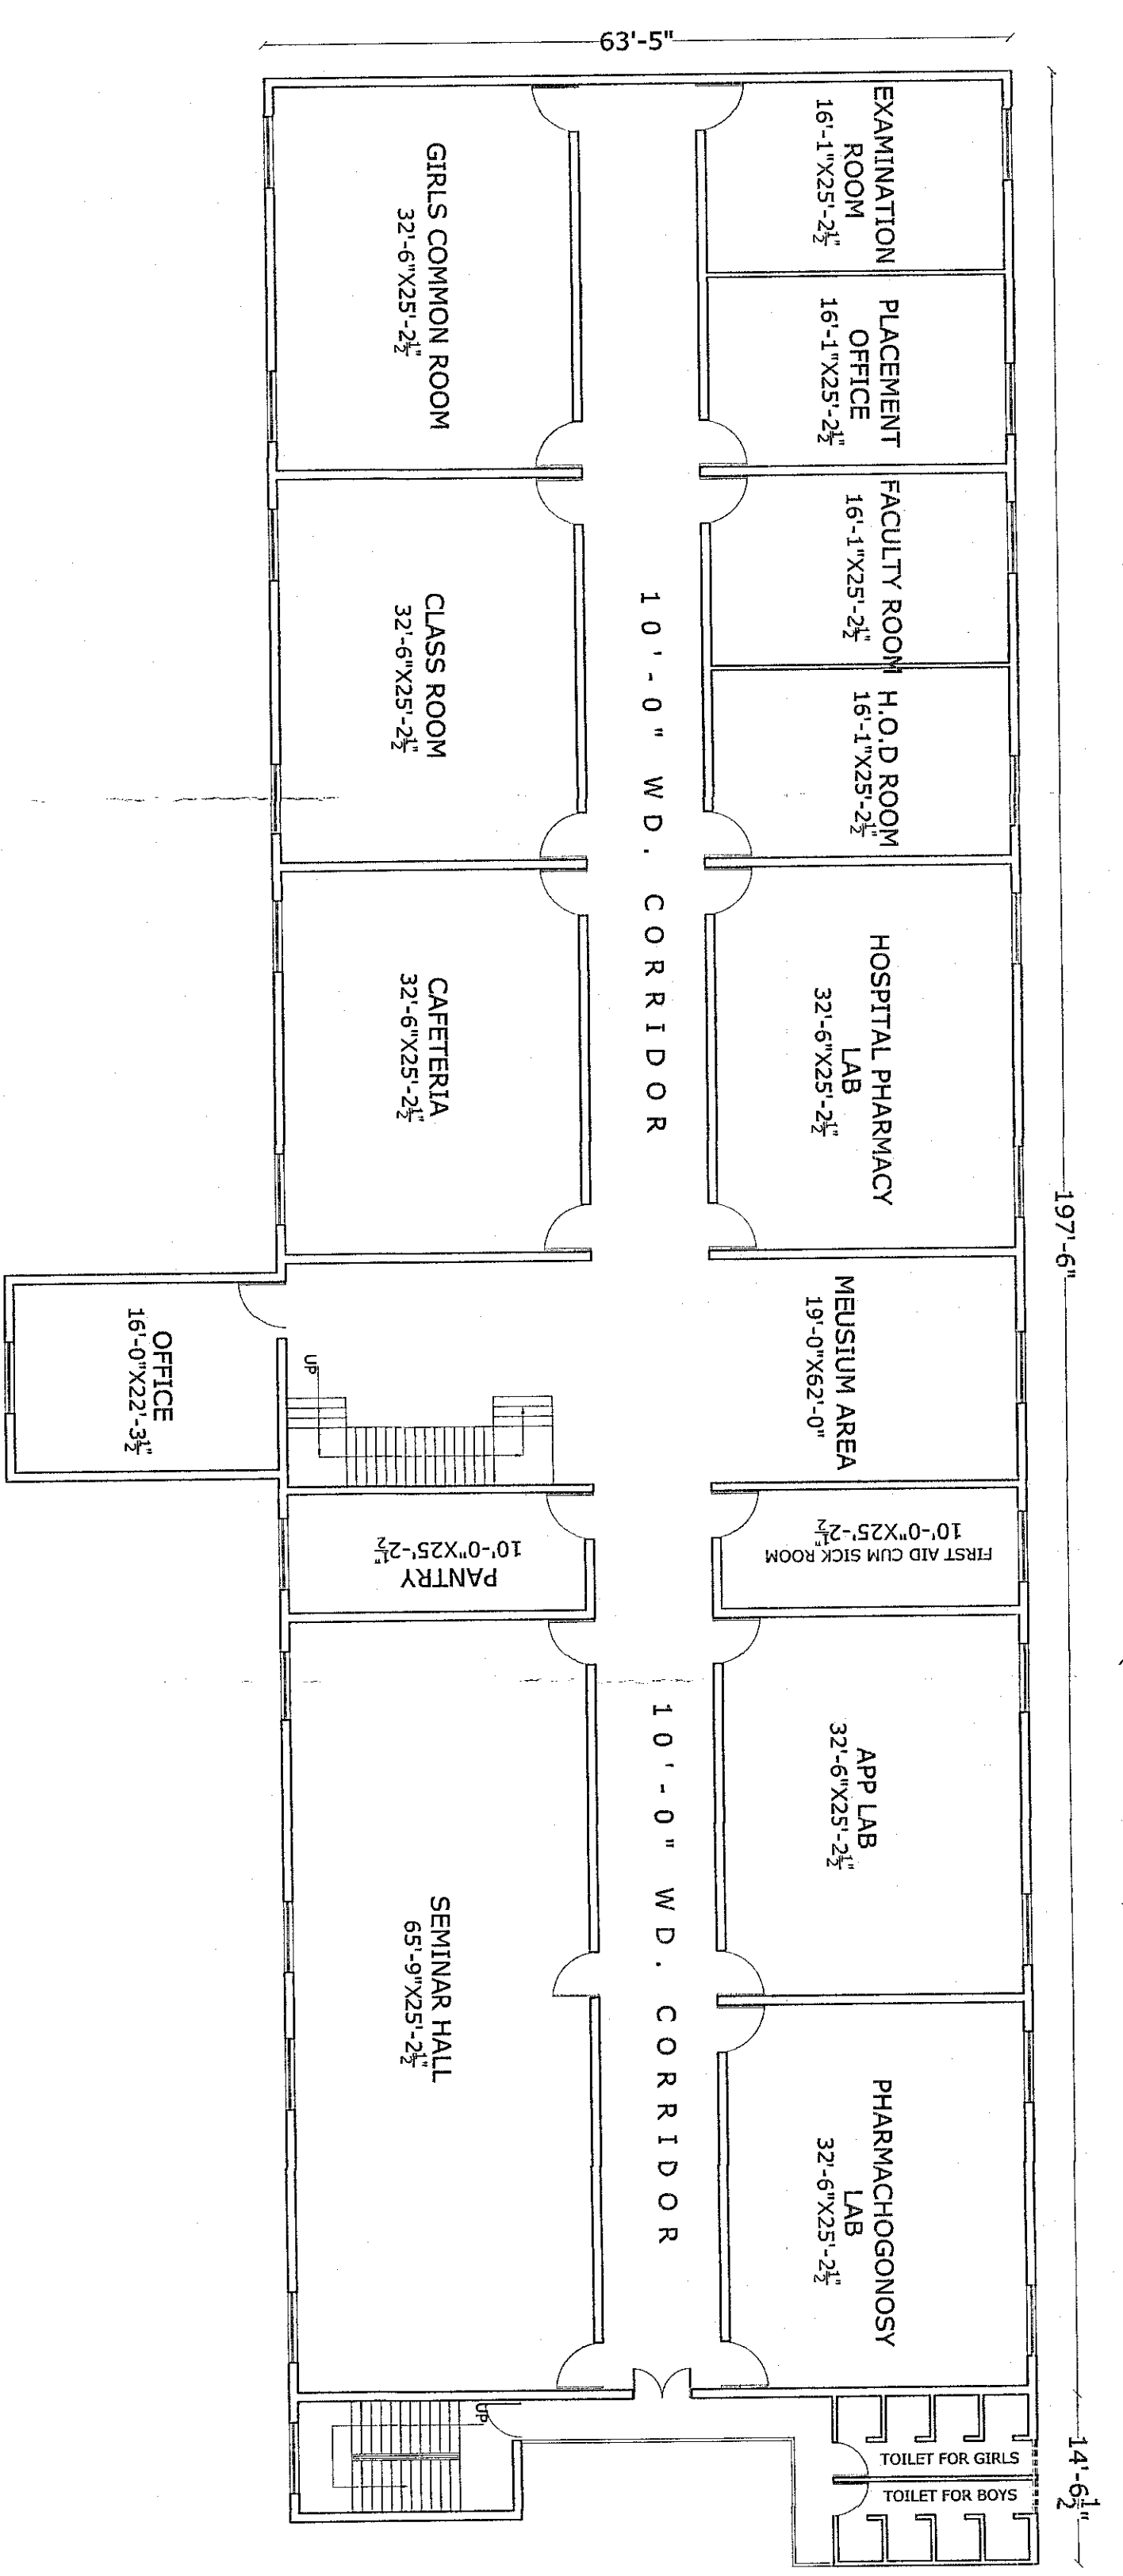 63'-5"
197'-6"
14'-6½"
EXAMINATION
ROOM
16'-1"X25'-2½"
PLACEMENT
OFFICE
16'-1"X25'-2½"
FACULTY ROOM
16'-1"X25'-2½"
H.O.D ROOM
16'-1"X25'-2½"
HOSPITAL PHARMACY
LAB
32'-6"X25'-2½"
MEUSIUM AREA
19'-0"X62'-0"
FIRST AID CUM SICK ROOM
10'-0"X25'-2½"
APP LAB
32'-6"X25'-2½"
PHARMACHOGONOSY
LAB
32'-6"X25'-2½"
TOILET FOR GIRLS
TOILET FOR BOYS
10'-0" WD. CORRIDOR
10'-0" WD. CORRIDOR
GIRLS COMMON ROOM
32'-6"X25'-2½"
CLASS ROOM
32'-6"X25'-2½"
CAFETERIA
32'-6"X25'-2½"
UP
OFFICE
16'-0"X22'-3½"
PANTRY
10'-0"X25'-2½"
SEMINAR HALL
65'-9"X25'-2½"
UP